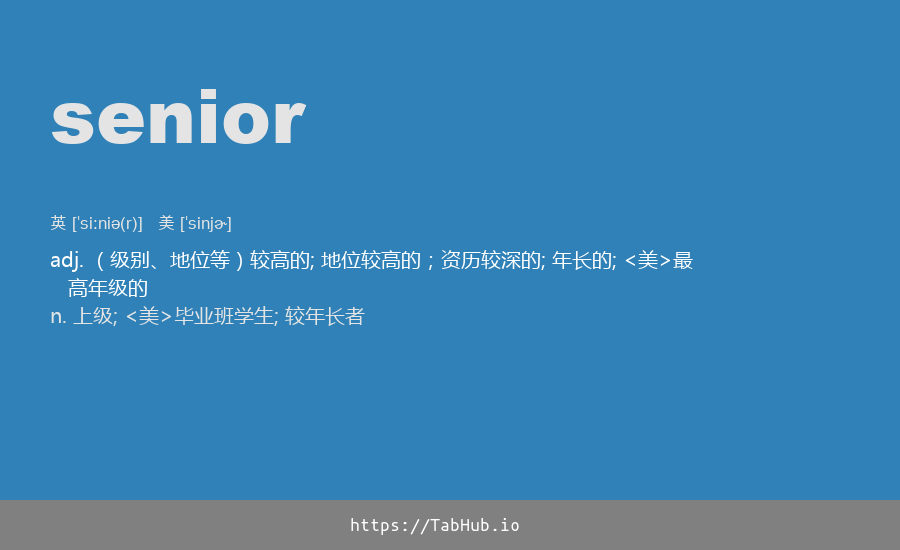 senior
英 [ˈsiːniə(r)] 美 [ˈsinjɚ]
adj. （级别、地位等）较高的; 地位较高的；资历较深的; 年长的; <美>最
高年级的
n. 上级; <美>毕业班学生; 较年长者
https://TabHub.io